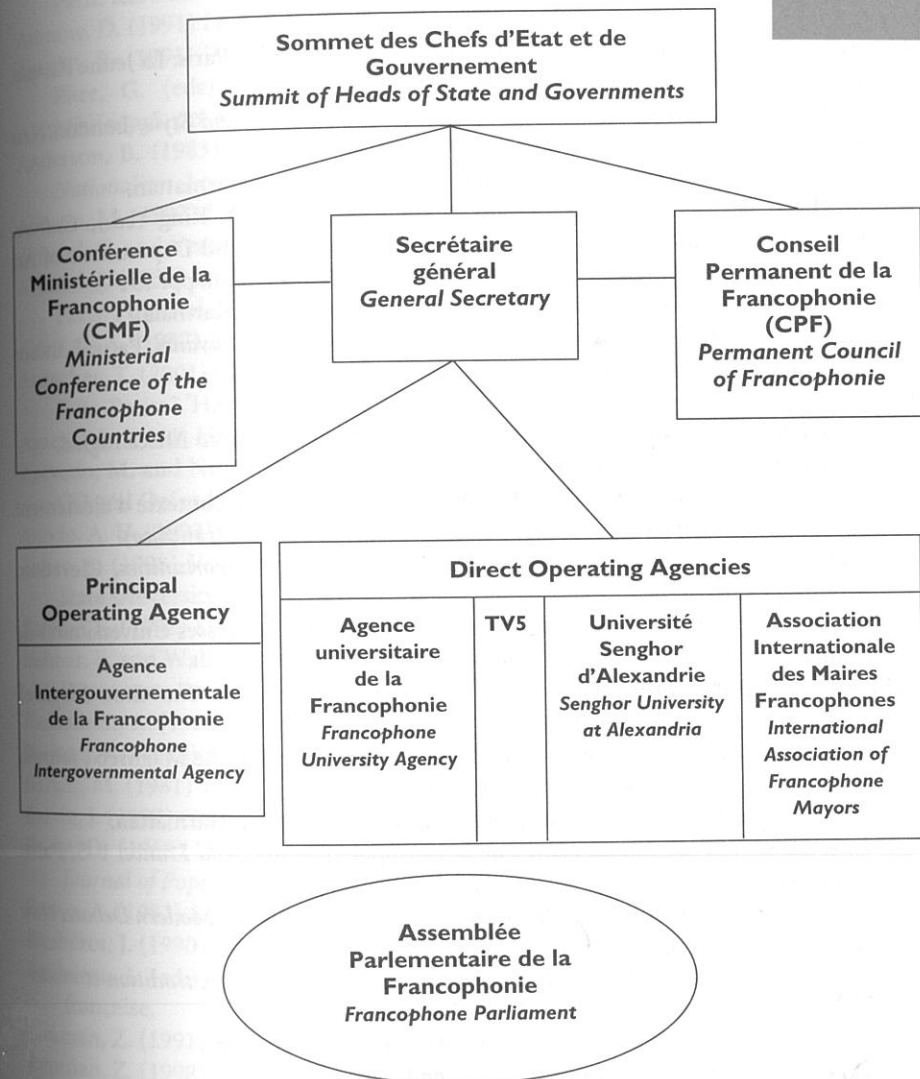 Sommet des Chefs d'Etat et de
Gouvernement
Summit of Heads of State and Governments
Conférence
Ministérielle de la
Francophonie
(CMF)
Ministerial
Conference of the
Francophone
Countries
Secrétaire
général
General Secretary
Conseil
Permanent de la
Francophonie
(CPF)
Permanent Council
of Francophonie
Principal
Operating Agency
Agence
Intergouvernementale
de la Francophonie
Francophone
Intergovernmental Agency
Direct Operating Agencies
Agence
universitaire
de la
Francophonie
Francophone
University Agency
TV5
Université
Senghor
d'Alexandrie
Senghor University
at Alexandria
Association
Internationale
des Maires
Francophones
International
Association of
Francophone
Mayors
Assemblée
Parlementaire de la
Francophonie
Francophone Parliament